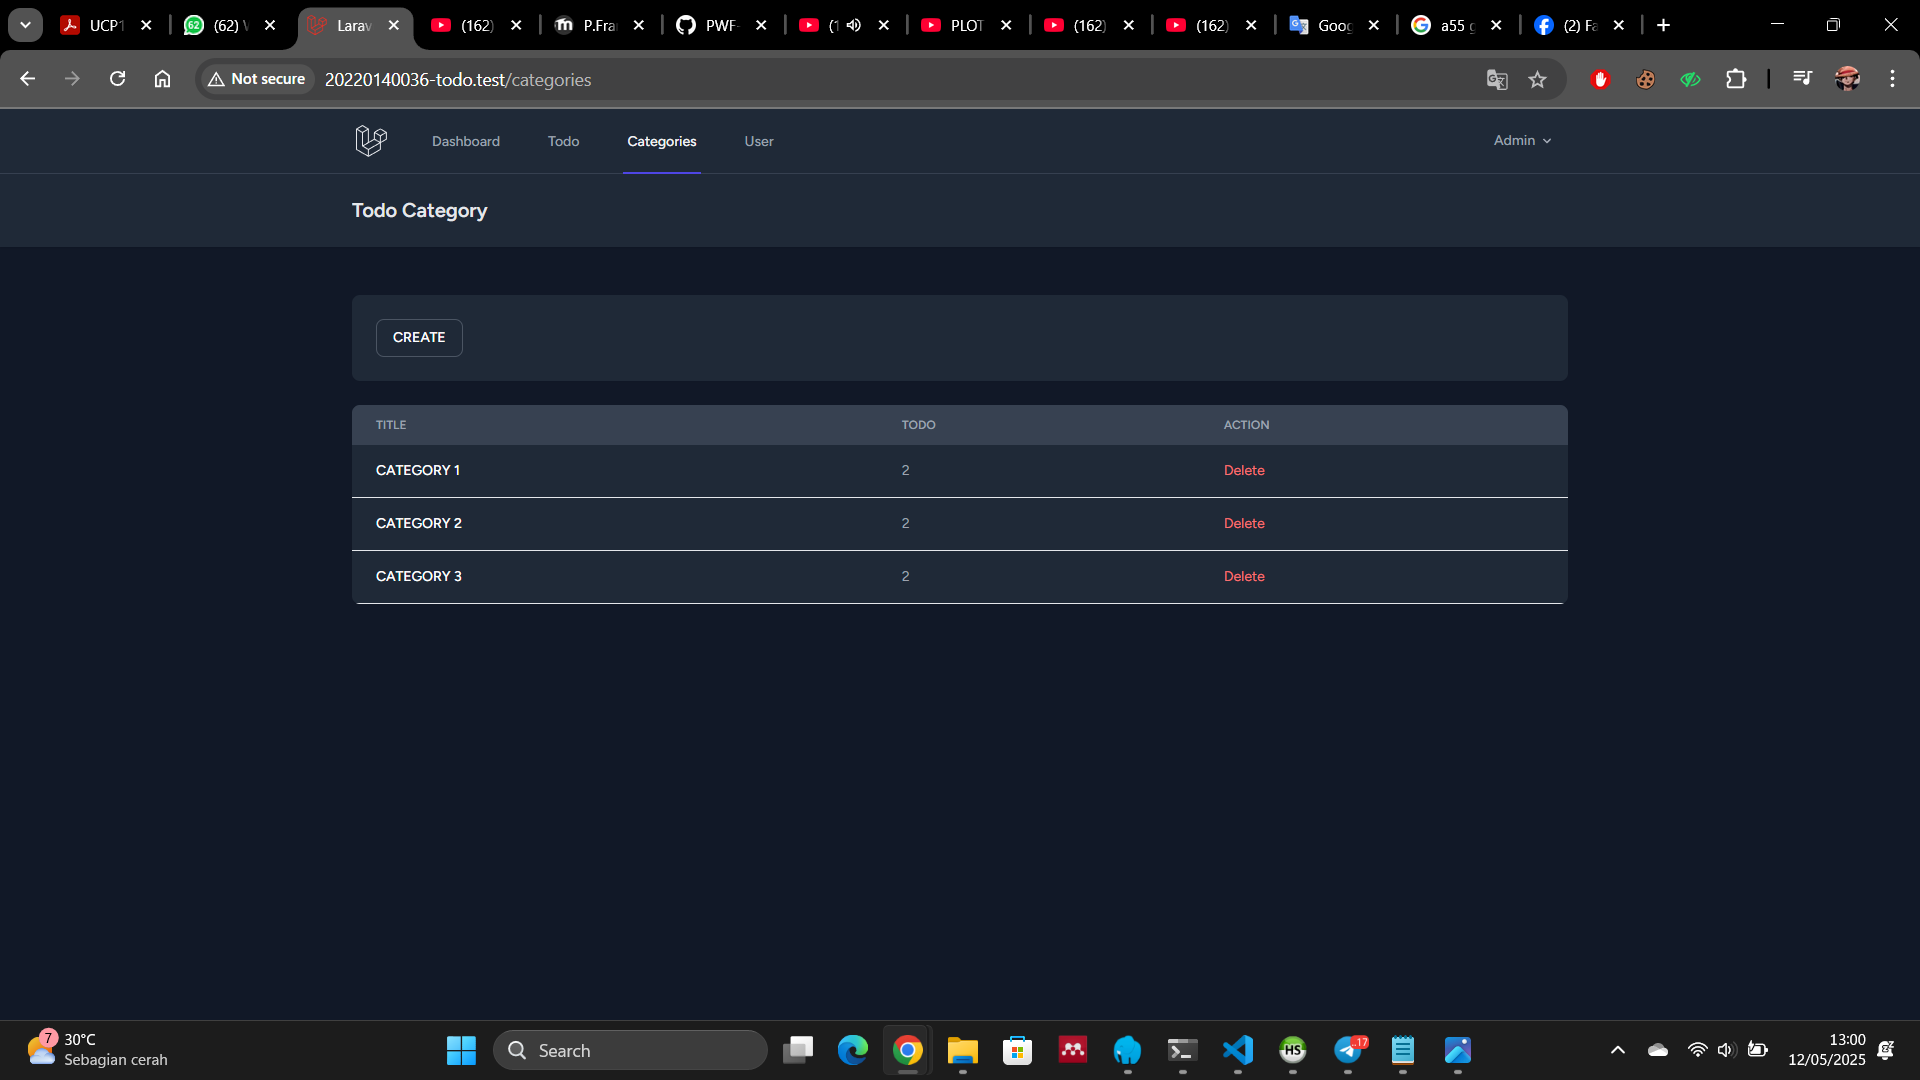 UCP1
(62) W
Larav
(162)
P.Fra
PWF-
(1
PLOT
(162)
(162)
Goog
a55 g
(2) Fa
Not secure
20220140036-todo.test/categories
Dashboard
Todo
Categories
User
Admin
Todo Category
CREATE
TITLE TODO ACTION
CATEGORY 1 2 Delete
CATEGORY 2 2 Delete
CATEGORY 3 2 Delete
7
30°C
Sebagian cerah
Search
HS
17
13:00
12/05/2025